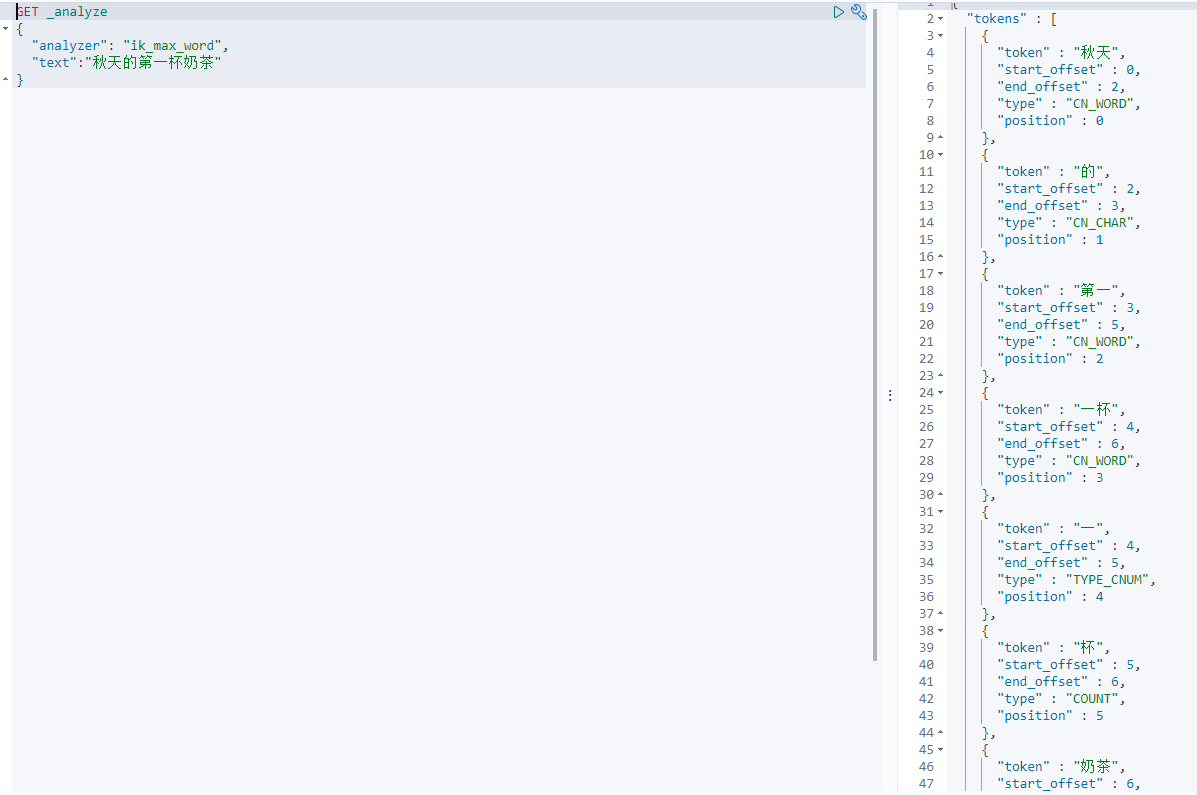 GET _analyze
{
"analyzer": "ik_max_word",
"text":"秋天的第一杯奶茶"
}
1 {
2 "tokens" : [
3 {
4 "token" : "秋天",
5 "start_offset" : 0,
6 "end_offset" : 2,
7 "type" : "CN_WORD",
8 "position" : 0
9 },
10 {
11 "token" : "的",
12 "start_offset" : 2,
13 "end_offset" : 3,
14 "type" : "CN_CHAR",
15 "position" : 1
16 },
17 {
18 "token" : "第一",
19 "start_offset" : 3,
20 "end_offset" : 5,
21 "type" : "CN_WORD",
22 "position" : 2
23 },
24 {
25 "token" : "一杯",
26 "start_offset" : 4,
27 "end_offset" : 6,
28 "type" : "CN_WORD",
29 "position" : 3
30 },
31 {
32 "token" : "一",
33 "start_offset" : 4,
34 "end_offset" : 5,
35 "type" : "TYPE_CNUM",
36 "position" : 4
37 },
38 {
39 "token" : "杯",
40 "start_offset" : 5,
41 "end_offset" : 6,
42 "type" : "COUNT",
43 "position" : 5
44 },
45 {
46 "token" : "奶茶",
47 "start_offset" : 6,